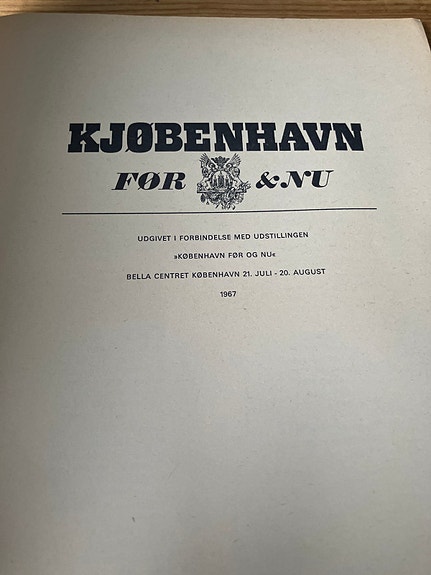 KJØBENHAVN
FØR & NU
UDGIVET I FORBINDELSE MED UDSTILLINGEN
»KØBENHAVN FØR OG NU«
BELLA CENTRET KØBENHAVN 21. JULI - 20. AUGUST
1967